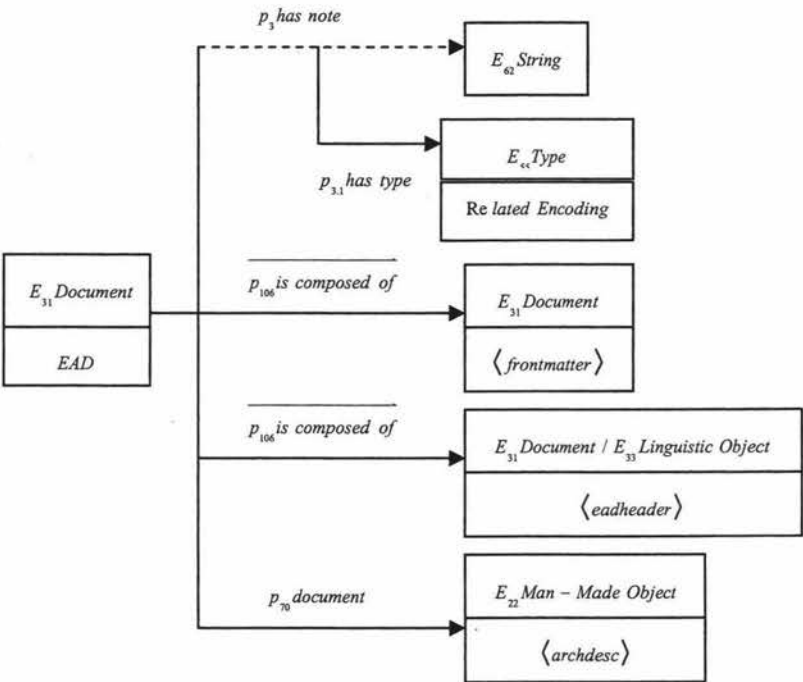 p₃ has note
E₆₂ String
E<< Type
p₃.₁ has type
Re lated Encoding
p₁₀₆ is composed of
E₃₁ Document
E₃₁ Document
EAD
⟨frontmatter⟩
p₁₀₆ is composed of
E₃₁ Document / E₃₃ Linguistic Object
⟨eadheader⟩
p₇₀ document
E₂₂ Man – Made Object
⟨archdesc⟩